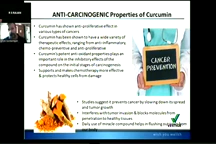 ANTI-CARCINOGENIC Properties of Curcumin
• Curcumin has shown anti-proliferative effect in
various types of cancers
• Curcumin has been shown to have a wide variety of
therapeutic effects, ranging from anti-inflammatory,
chemo-preventive and anti-proliferative
• Curcumin's potent anti-oxidant properties plays an
important role in the inhibitory effects of the
compound on the initial stages of carcinogenesis
• Supports and makes chemotherapy more effective
& protects healthy cells from damage
CANCER
PREVENTION
• Studies suggest it prevents cancer by slowing down its spread
and tumor growth
• Interferes with tumor invasion & blocks molecules from
penetration to healthy tissues
• Daily use of miracle compound helps in flushing out